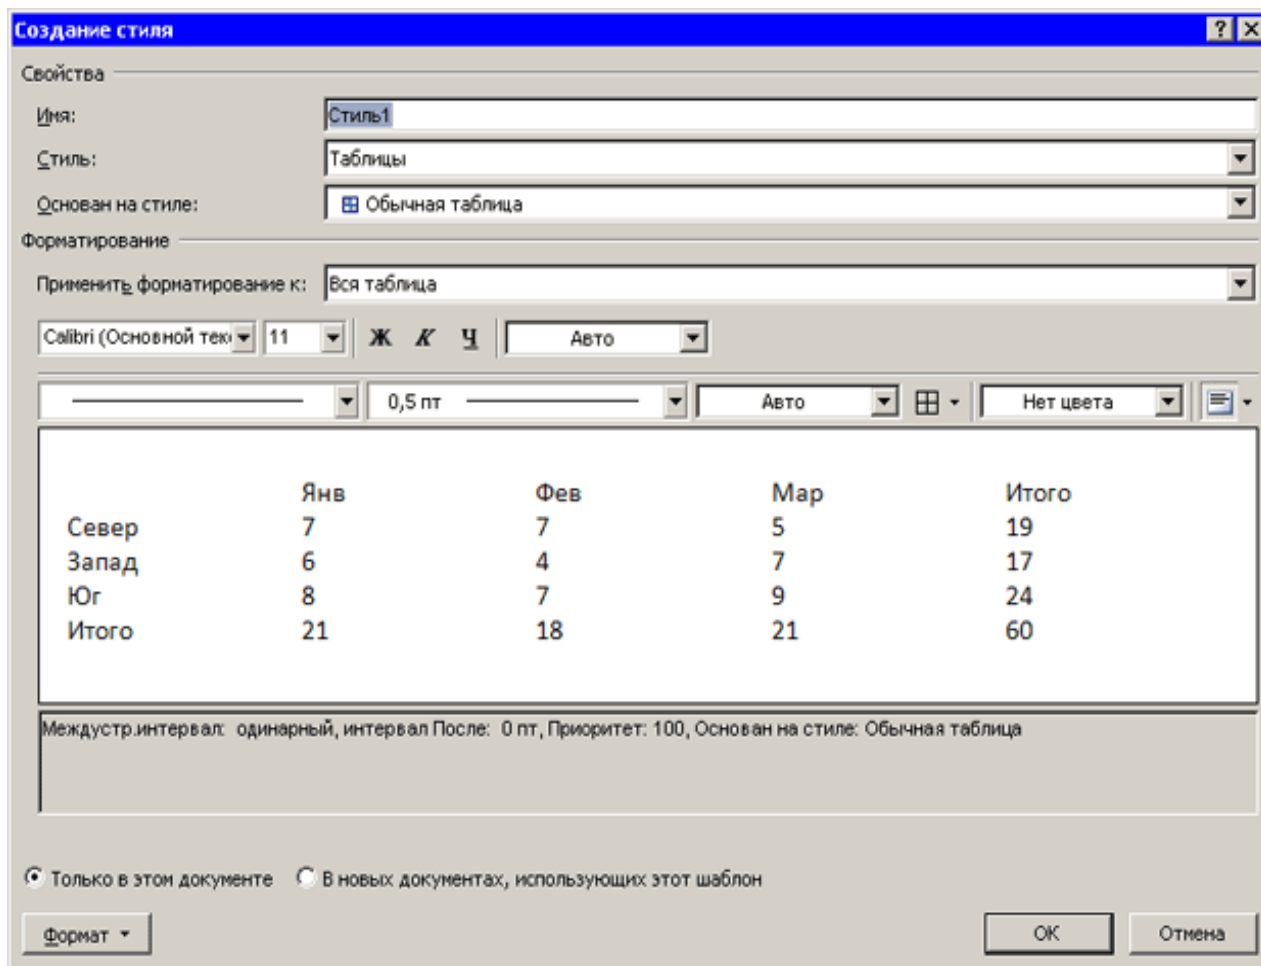 Создание стиля
Свойства
Имя: Стиль1
Стиль: Таблицы
Основан на стиле: Обычная таблица
Форматирование
Применить форматирование к: Вся таблица
Calibri (Основной тек 11 Ж К Ч Авто
0,5 пт Авто Нет цвета
Янв Фев Мар Итого
Север 7 7 5 19
Запад 6 4 7 17
Юг 8 7 9 24
Итого 21 18 21 60
Междустр.интервал: одинарный, интервал После: 0 пт, Приоритет: 100, Основан на стиле: Обычная таблица
Только в этом документе В новых документах, использующих этот шаблон
Формат ОК Отмена